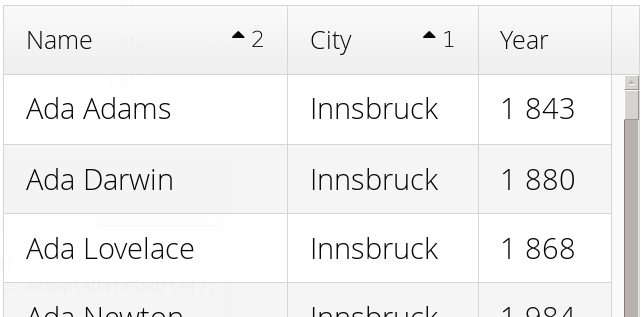 Name 2 City 1 Year
Ada Adams Innsbruck 1 843
Ada Darwin Innsbruck 1 880
Ada Lovelace Innsbruck 1 868
exampleDataSource();
Ada Newton Innsbruck 1 984